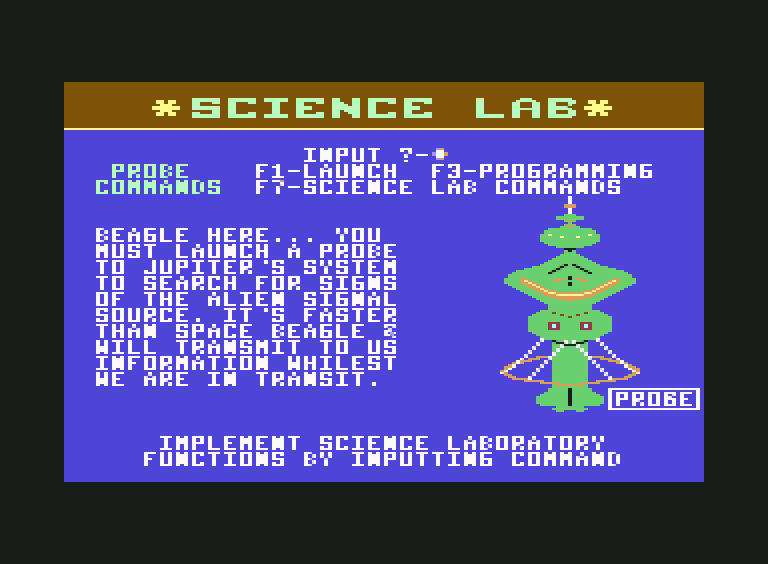 *SCIENCE LAB*
INPUT ?-
PROBE F1-LAUNCH F3-PROGRAMMING
COMMANDS F7-SCIENCE LAB COMMANDS
BEAGLE HERE... YOU
MUST LAUNCH A PROBE
TO JUPITER'S SYSTEM
TO SEARCH FOR SIGNS
OF THE ALIEN SIGNAL
SOURCE. IT'S FASTER
THAN SPACE BEAGLE &
WILL TRANSMIT TO US
INFORMATION WHILEST
WE ARE IN TRANSIT.
PROBE
IMPLEMENT SCIENCE LABORATORY
FUNCTIONS BY INPUTTING COMMAND